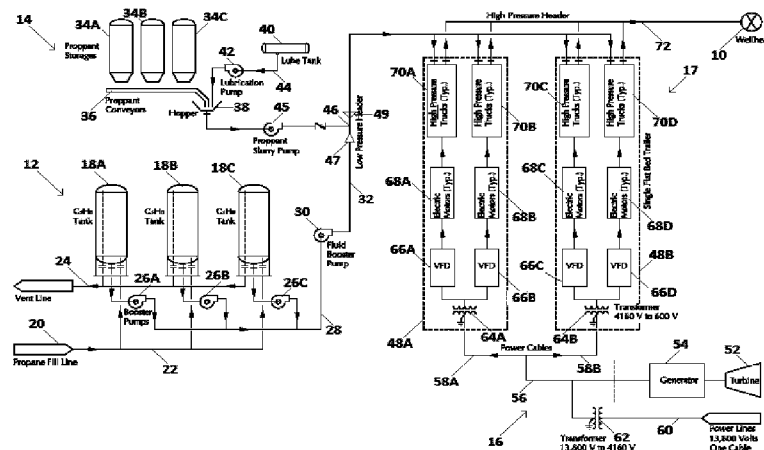 34A
34B
34C
14
Proppant
Storages
40
Lube Tank
42
Lubrication
Pump
44
Proppant
Conveyors
36
Hopper
38
45
Proppant
Slurry Pump
46
49
47
Low Pressure Header
32
High Pressure Header
72
10
Wellhe
17
70A
70B
70C
70D
High Pressure
Trucks (Typ.)
High Pressure
Trucks (Typ.)
High Pressure
Trucks (Typ.)
High Pressure
Trucks (Typ.)
Single Flat Bed Trailer
68A
68B
68C
68D
Electric
Motors (Typ.)
Electric
Motors (Typ.)
Electric
Motors (Typ.)
Electric
Motors (Typ.)
66A
66B
66C
66D
VFD
VFD
VFD
VFD
48B
48A
64A
64B
Transformer
4160 V to 600 V
12
18A
18B
18C
C3H8
Tank
C3H8
Tank
C3H8
Tank
30
Fluid
Booster
Pump
24
Vent Line
26A
26B
26C
Booster
Pumps
28
20
Propane Fill Line
22
Power Cables
58A
58B
56
16
54
Generator
52
Turbine
60
62
Transformer
13,800 V to 4160 V
Power Lines
13,800 Volts
One Cable